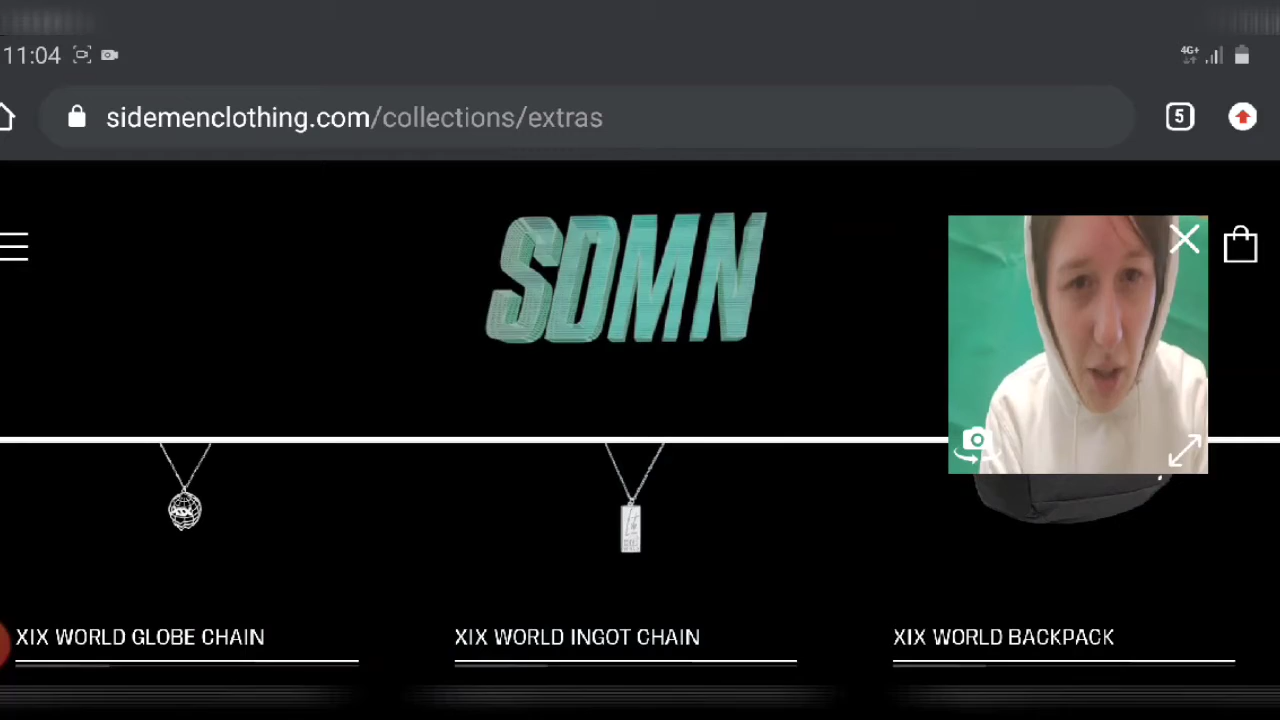 11:04 4G+
sidemenclothing.com/collections/extras 5
SDMN
XIX WORLD GLOBE CHAIN XIX WORLD INGOT CHAIN XIX WORLD BACKPACK